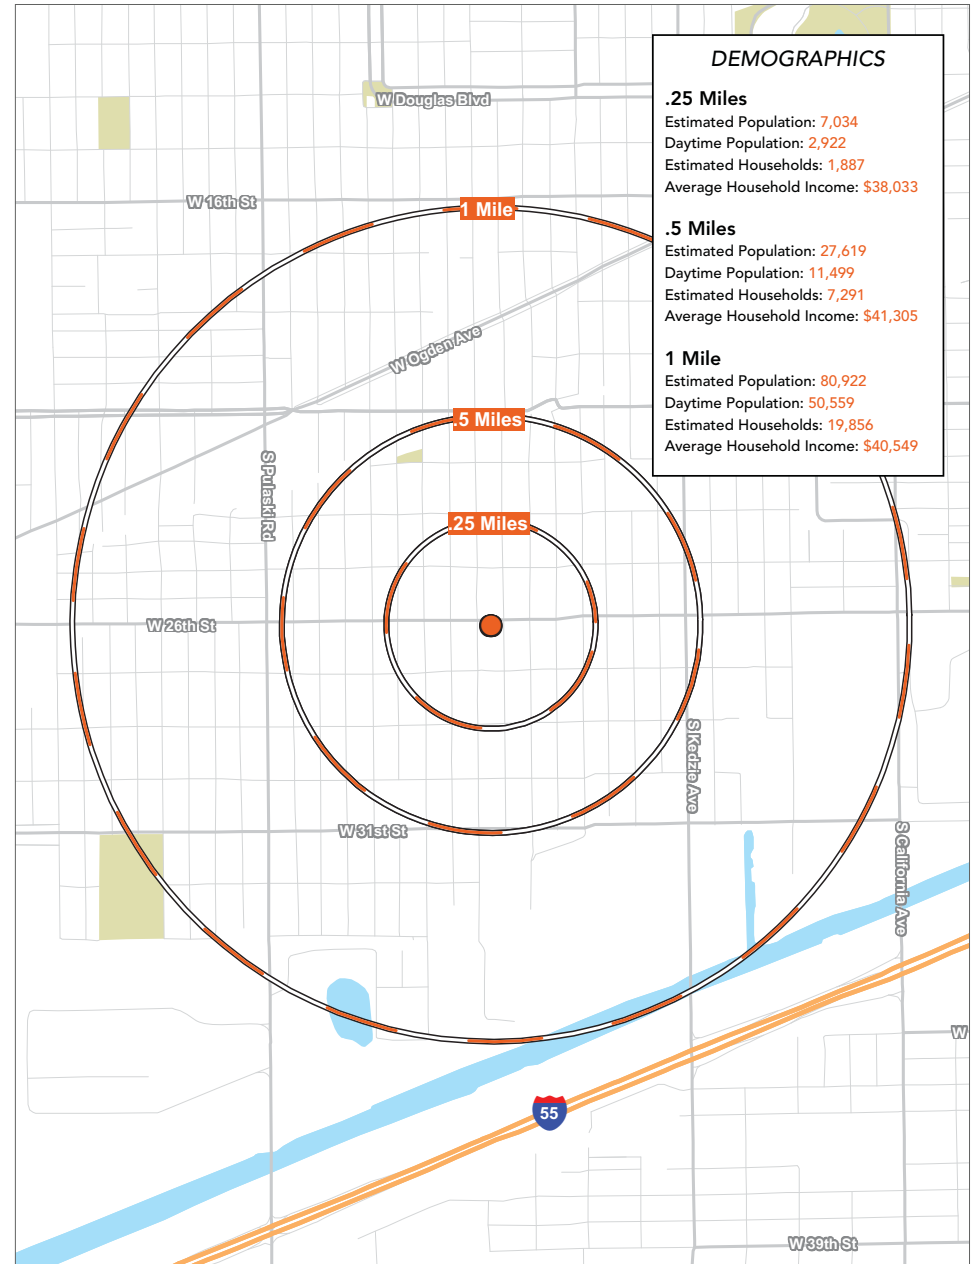 DEMOGRAPHICS
.25 Miles
Estimated Population: 7,034
Daytime Population: 2,922
Estimated Households: 1,887
Average Household Income: $38,033
.5 Miles
Estimated Population: 27,619
Daytime Population: 11,499
Estimated Households: 7,291
Average Household Income: $41,305
1 Mile
Estimated Population: 80,922
Daytime Population: 50,559
Estimated Households: 19,856
Average Household Income: $40,549
W Douglas Blvd
W 16th St
1 Mile
W Ogden Ave
.5 Miles
S Pulaski Rd
.25 Miles
W 26th St
S Kedzie Ave
W 31st St
S California Ave
W
55
W 39th St